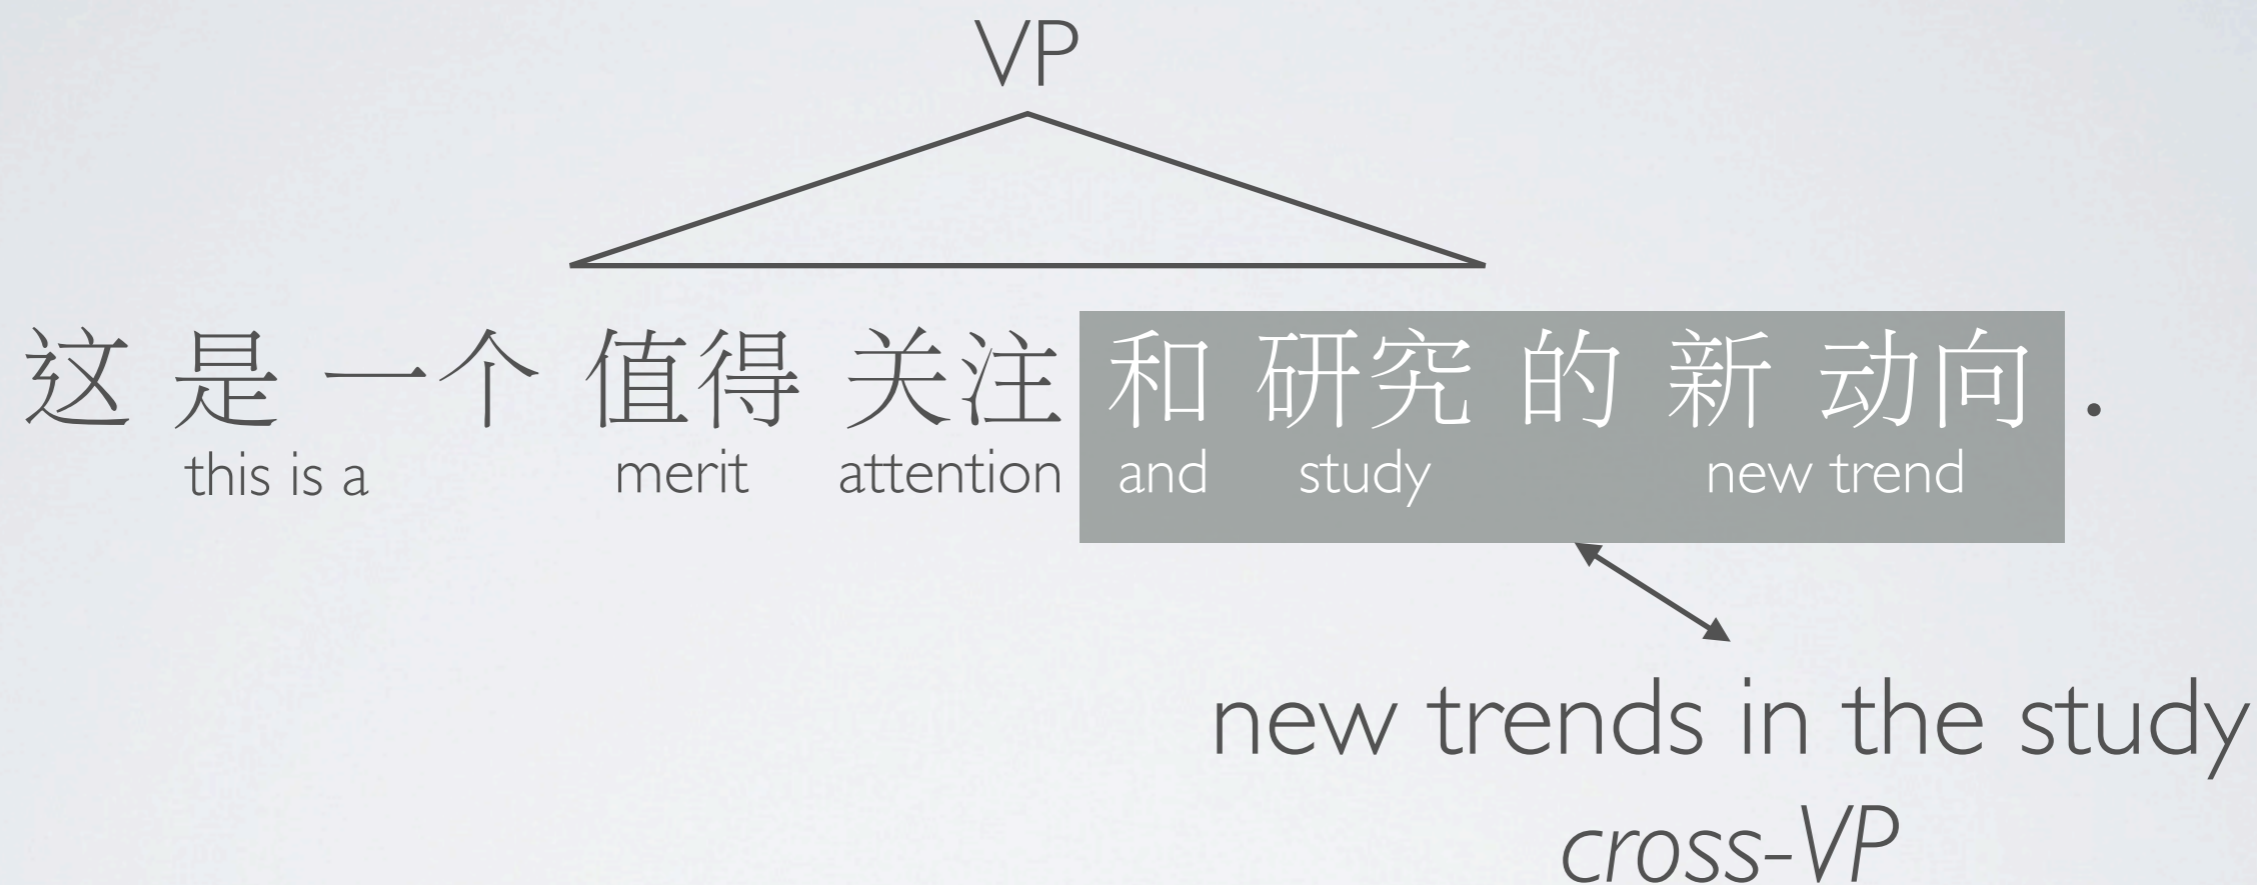 VP
这 是 一个 值得 关注 和 研究 的 新 动向 .
this is a merit attention and study new trend
new trends in the study
cross-VP